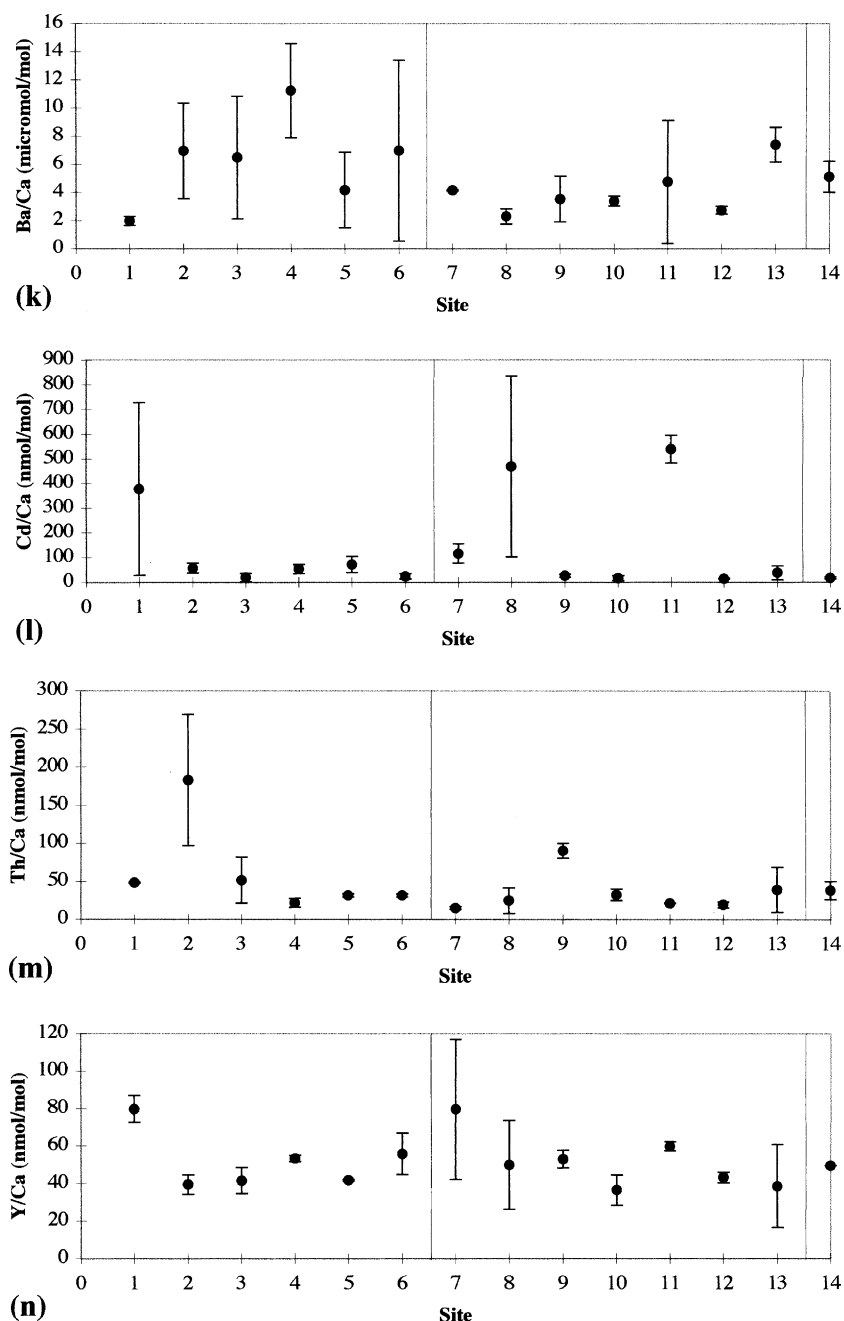 16
14
12
10
8
6
4
2
0
Ba/Ca (micromol/mol)
0 1 2 3 4 5 6 7 8 9 10 11 12 13 14
Site
(k)
900
800
700
600
500
400
300
200
100
0
Cd/Ca (nmol/mol)
0 1 2 3 4 5 6 7 8 9 10 11 12 13 14
Site
(l)
300
250
200
150
100
50
0
Th/Ca (nmol/mol)
0 1 2 3 4 5 6 7 8 9 10 11 12 13 14
Site
(m)
120
100
80
60
40
20
0
Y/Ca (nmol/mol)
0 1 2 3 4 5 6 7 8 9 10 11 12 13 14
Site
(n)